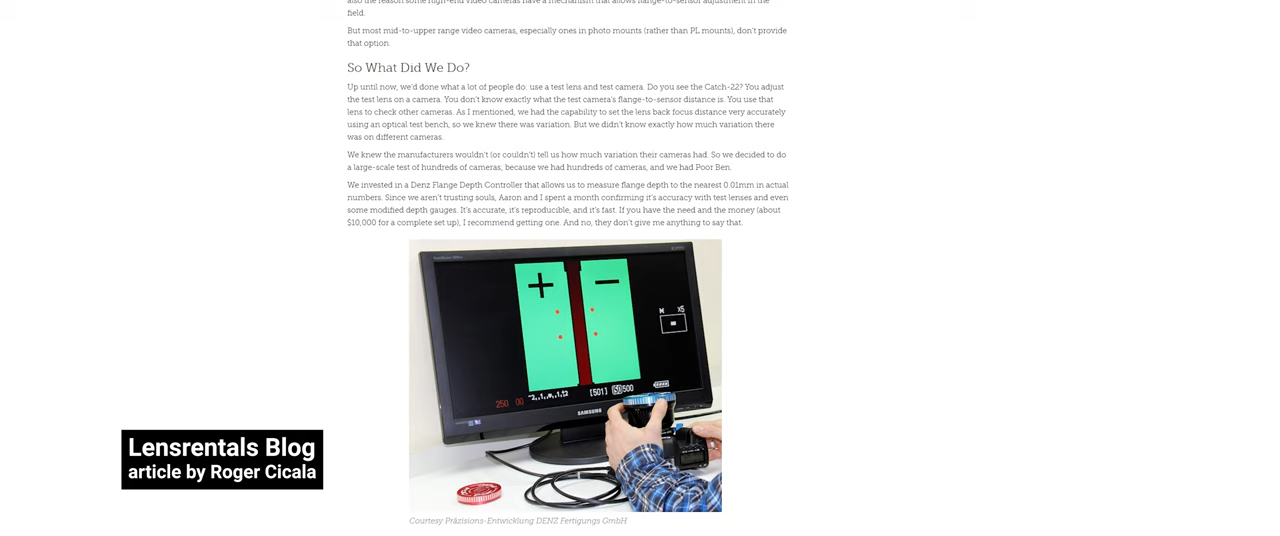 also the reason some high-end video cameras have a mechanism that allows flange-to-sensor adjustment in the
field.
But most mid-to-upper range video cameras, especially ones in photo mounts (rather than PL mounts), don't provide
that option.
So What Did We Do?
Up until now, we'd done what a lot of people do: use a test lens and test camera. Do you see the Catch-22? You adjust
the test lens on a camera. You don't know exactly what the test camera's flange-to-sensor distance is. You use that
lens to check other cameras. As I mentioned, we had the capability to set the lens back focus distance very accurately
using an optical test bench, so we knew there was variation. But we didn't know exactly how much variation there
was on different cameras.
We knew the manufacturers wouldn't (or couldn't) tell us how much variation their cameras had. So we decided to do
a large-scale test of hundreds of cameras, because we had hundreds of cameras, and we had Poor Ben.
We invested in a Denz Flange Depth Controller that allows us to measure flange depth to the nearest 0.01mm in actual
numbers. Since we aren't trusting souls, Aaron and I spent a month confirming it's accuracy with test lenses and even
some modified depth gauges. It's accurate, it's reproducible, and it's fast. If you have the need and the money (about
$10,000 for a complete set up), I recommend getting one. And no, they don't give me anything to say that.
+ −
M X5
[501] 500
250 00
SAMSUNG
Lensrentals Blog
article by Roger Cicala
Courtesy Präzisions-Entwicklung DENZ Fertigungs GmbH